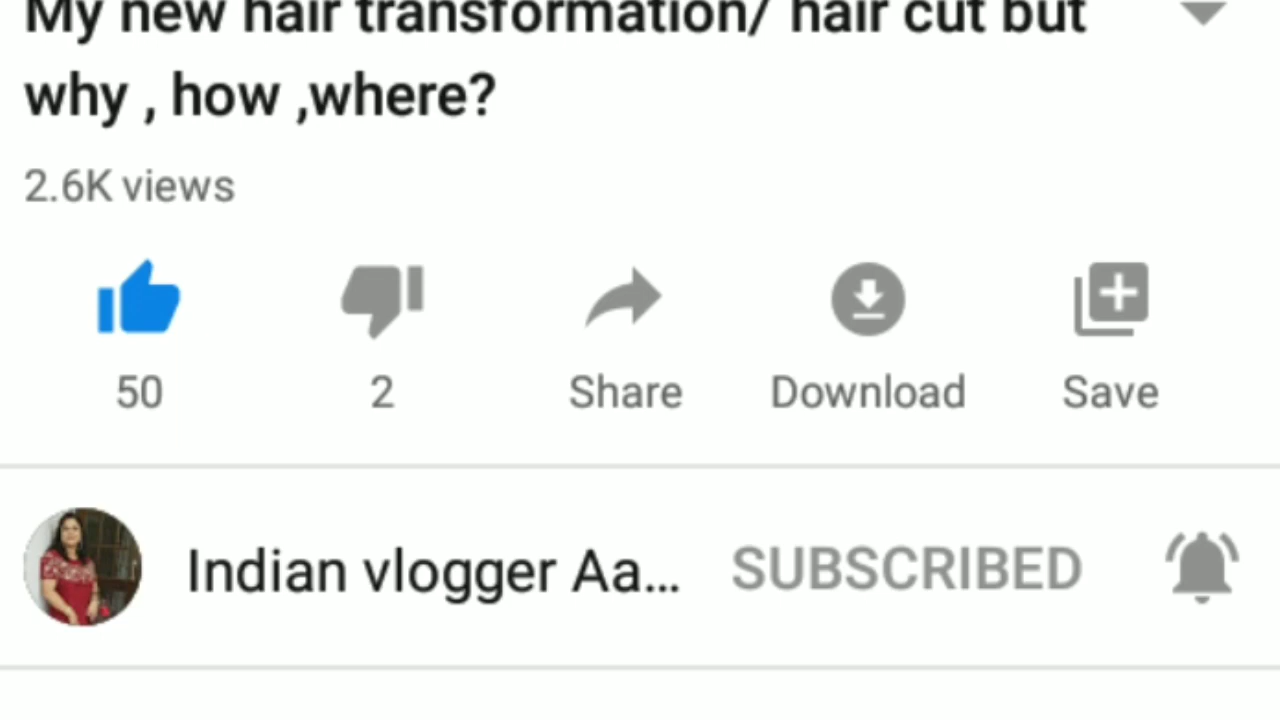 My new hair transformation/ hair cut but
why , how ,where?
2.6K views
50 2 Share Download Save
Indian vlogger Aa... SUBSCRIBED